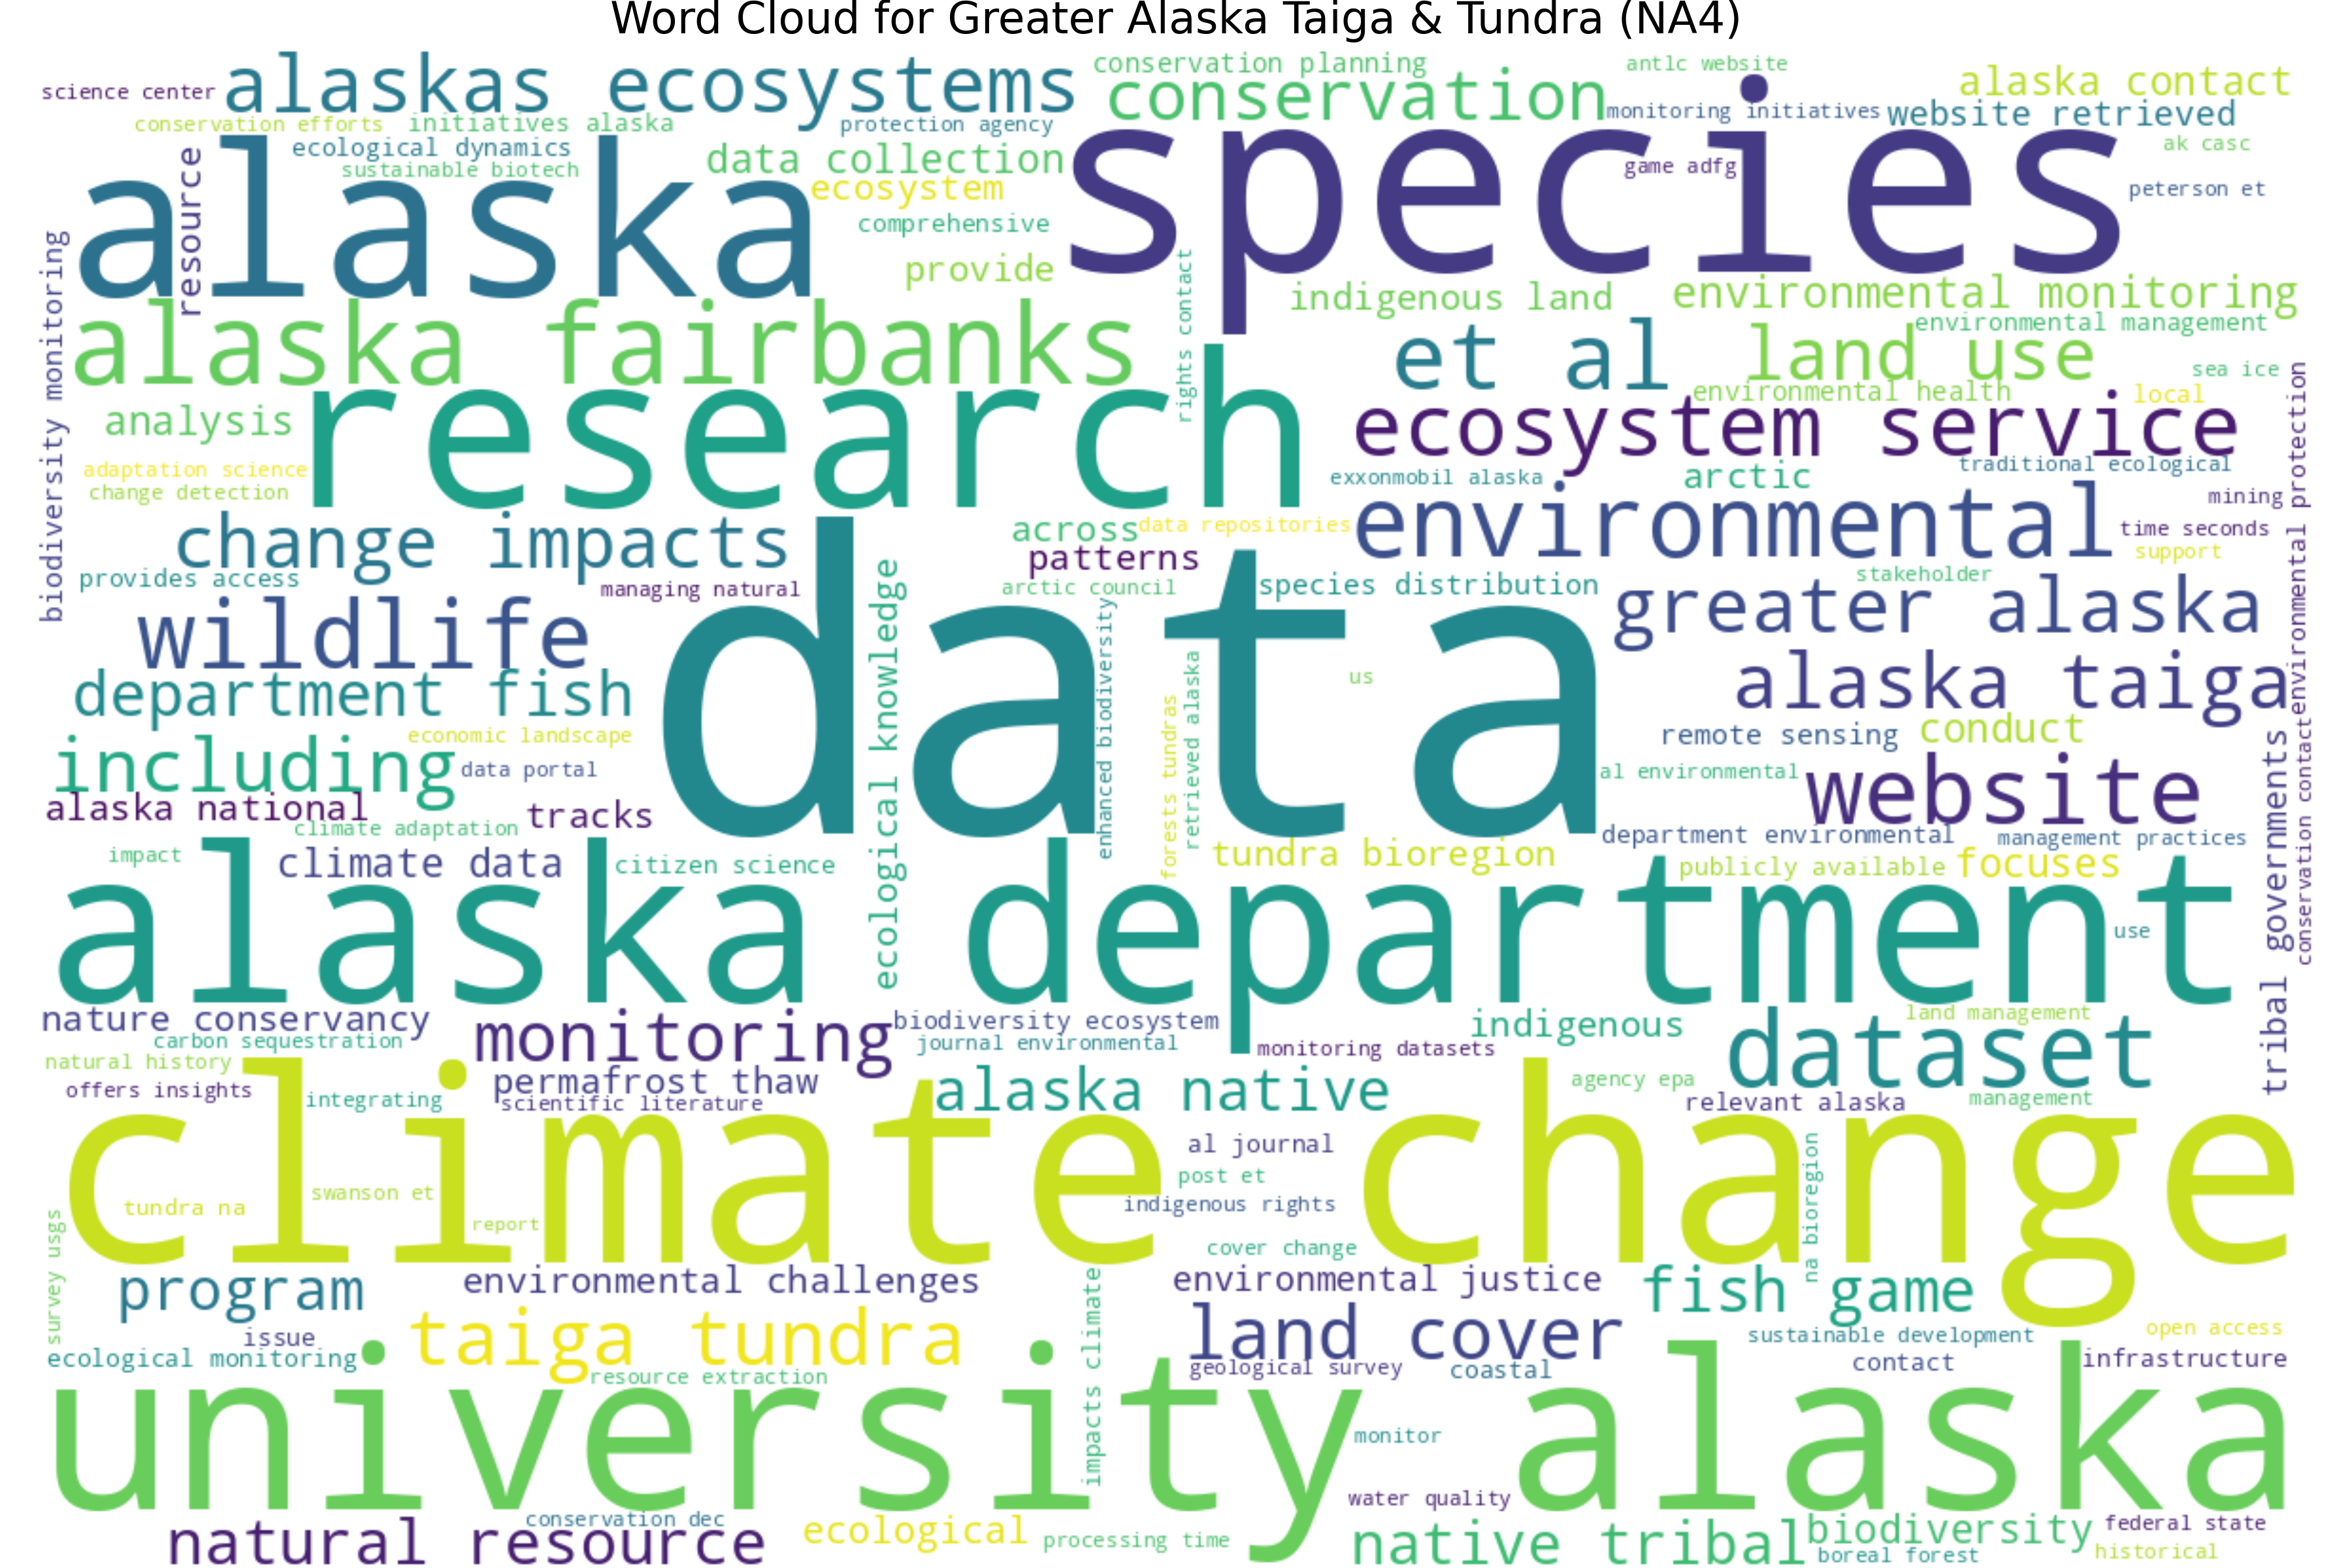 Word Cloud for Greater Alaska Taiga & Tundra (NA4)
science center
alaskas ecosystems
conservation planning
conservation
antlc website
alaska contact
monitoring initiatives
website retrieved
conservation efforts
initiatives alaska
protection agency
ecological dynamics
sustainable biotech
data collection
species
game adfg
ak casc
peterson et
resource
alaska
ecosystem
comprehensive
provide
biodiversity monitoring
rights contact
indigenous land
environmental monitoring
environmental management
alaska fairbanks
et al
land use
sea ice
environmental health
local
analysis
research
ecosystem service
environmental protection
adaptation science
change detection
exxonmobil alaska
arctic
traditional ecological
mining
change impacts
across
data repositories
patterns
environmental
time seconds
support
provides access
managing natural
arctic council
species distribution
stakeholder
greater alaska
wildlife
data
ecological knowledge
enhanced biodiversity
forests tundras
retrieved alaska
us
department fish
alaska taiga
economic landscape
including
data portal
remote sensing
conduct
al environmental
website
alaska national
tracks
climate adaptation
department environmental
management practices
tribal governments
conservation contact
impact
climate data
citizen science
tundra bioregion
publicly available
focuses
alaska
department
use
nature conservancy
carbon sequestration
monitoring
biodiversity ecosystem
journal environmental
indigenous
land management
dataset
monitoring datasets
natural history
offers insights
integrating
permafrost thaw
scientific literature
alaska native
agency epa
relevant alaska
management
climate change
al journal
post et
indigenous rights
swanson et
tundra na
report
na bioregion
survey usgs
cover change
program
environmental challenges
impacts climate
environmental justice
fish game
issue
taiga tundra
land cover
sustainable development
open access
ecological monitoring
resource extraction
geological survey
coastal
contact
infrastructure
university alaska
monitor
water quality
natural resource
conservation dec
ecological
processing time
native tribal
biodiversity
federal state
boreal forest
historical